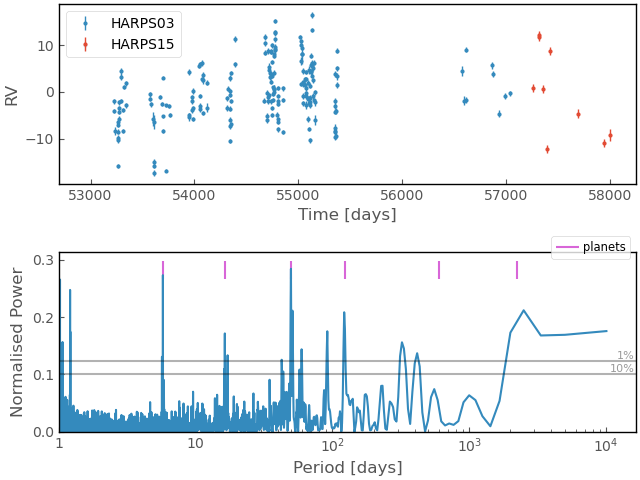 HARPS03
HARPS15
RV
10
0
−10
53000 54000 55000 56000 57000 58000
Time [days]
planets
Normalised Power
0.3
0.2
0.1
0.0
1%
10%
1 10 10² 10³ 10⁴
Period [days]